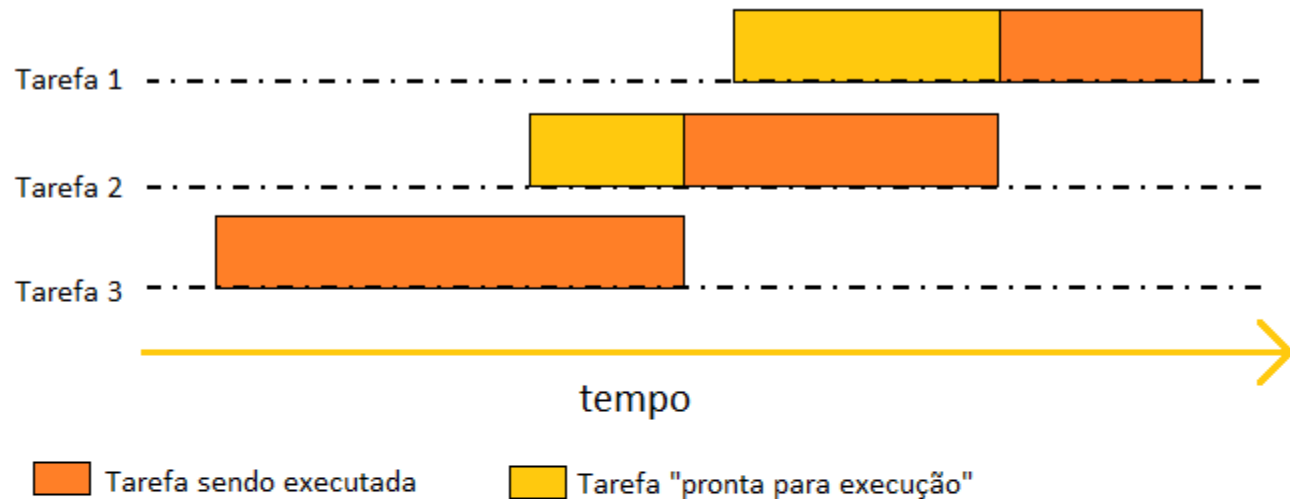 Tarefa 1
Tarefa 2
Tarefa 3
tempo
Tarefa sendo executada
Tarefa "pronta para execução"